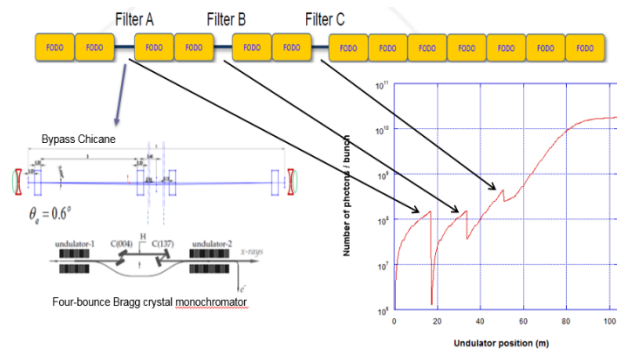 Filter A Filter B Filter C
FODO FODO FODO FODO FODO FODO FODO FODO FODO FODO FODO FODO FODO
Bypass Chicane
θ = 0.6°
undulator-1 C(004) H C(137) undulator-2
x-rays
e
Four-bounce Bragg crystal monochromator
Number of photons / bunch
10¹¹
10¹⁰
10⁸
10⁷
10⁶
0 20 40 60 80 100
Undulator position (m)